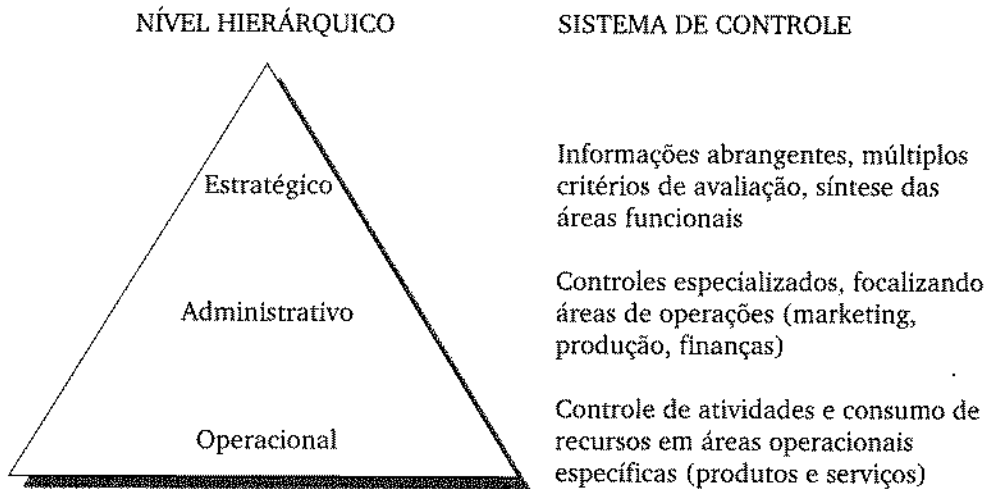 NÍVEL HIERÁRQUICO
SISTEMA DE CONTROLE
Estratégico
Informações abrangentes, múltiplos
critérios de avaliação, síntese das
áreas funcionais
Administrativo
Controles especializados, focalizando
áreas de operações (marketing,
produção, finanças)
Operacional
Controle de atividades e consumo de
recursos em áreas operacionais
específicas (produtos e serviços)